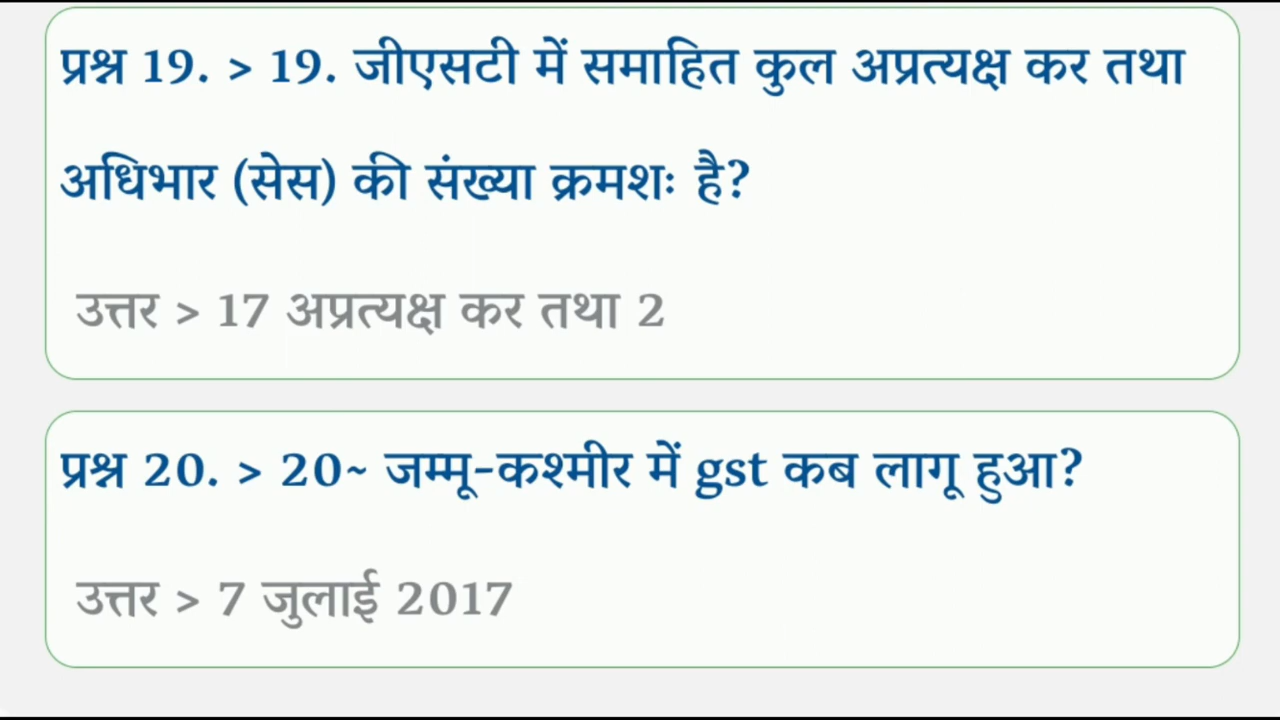 प्रश्न 19. > 19. जीएसटी में समाहित कुल अप्रत्यक्ष कर तथा
अधिभार (सेस) की संख्या क्रमशः है?
उत्तर > 17 अप्रत्यक्ष कर तथा 2
प्रश्न 20. > 20~ जम्मू-कश्मीर में gst कब लागू हुआ?
उत्तर > 7 जुलाई 2017